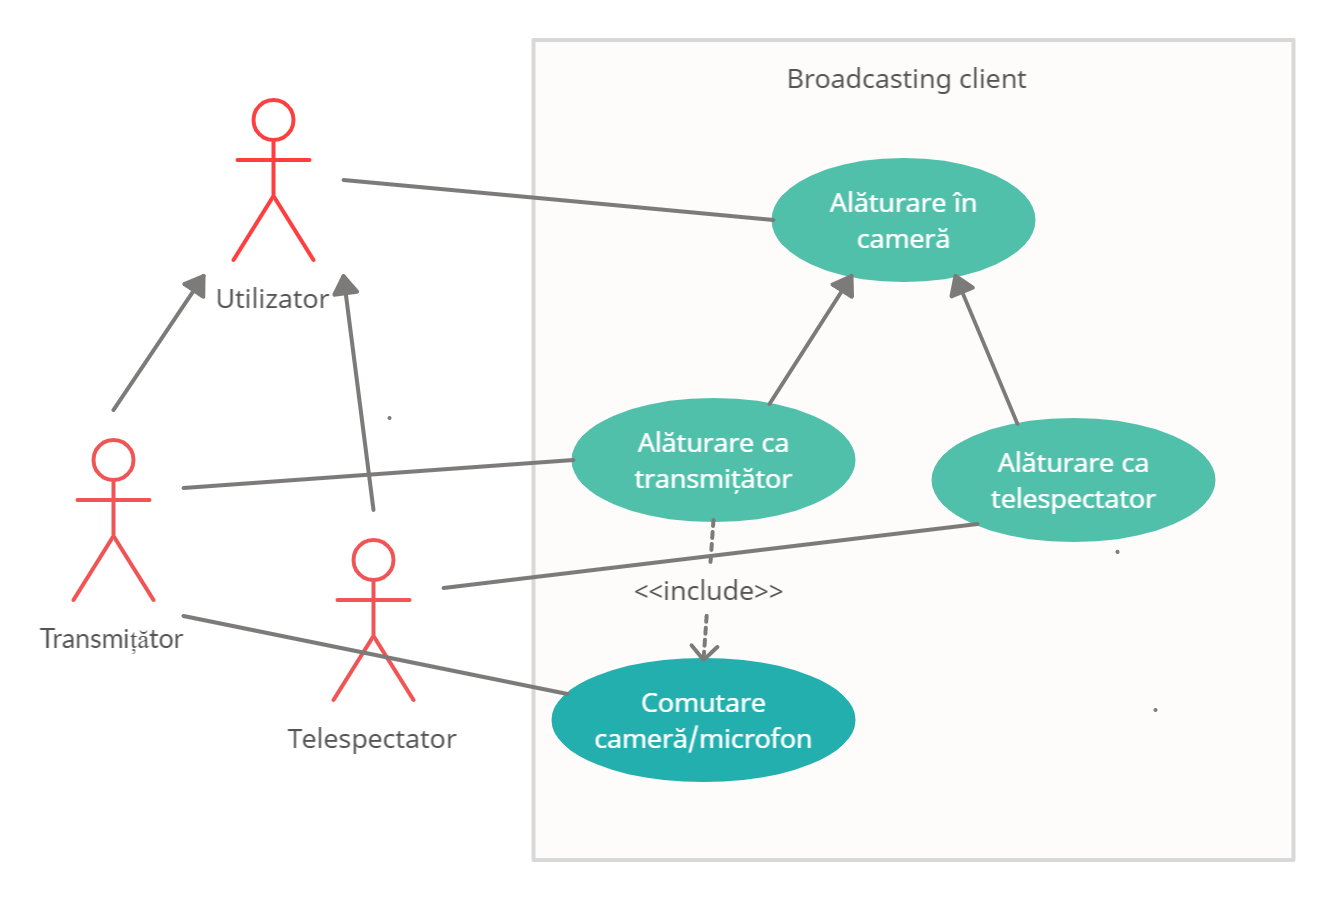 Broadcasting client
Alăturare în
cameră
Utilizator
Alăturare ca
transmițător
Alăturare ca
telespectator
<<include>>
Transmițător
Telespectator
Comutare
cameră/microfon